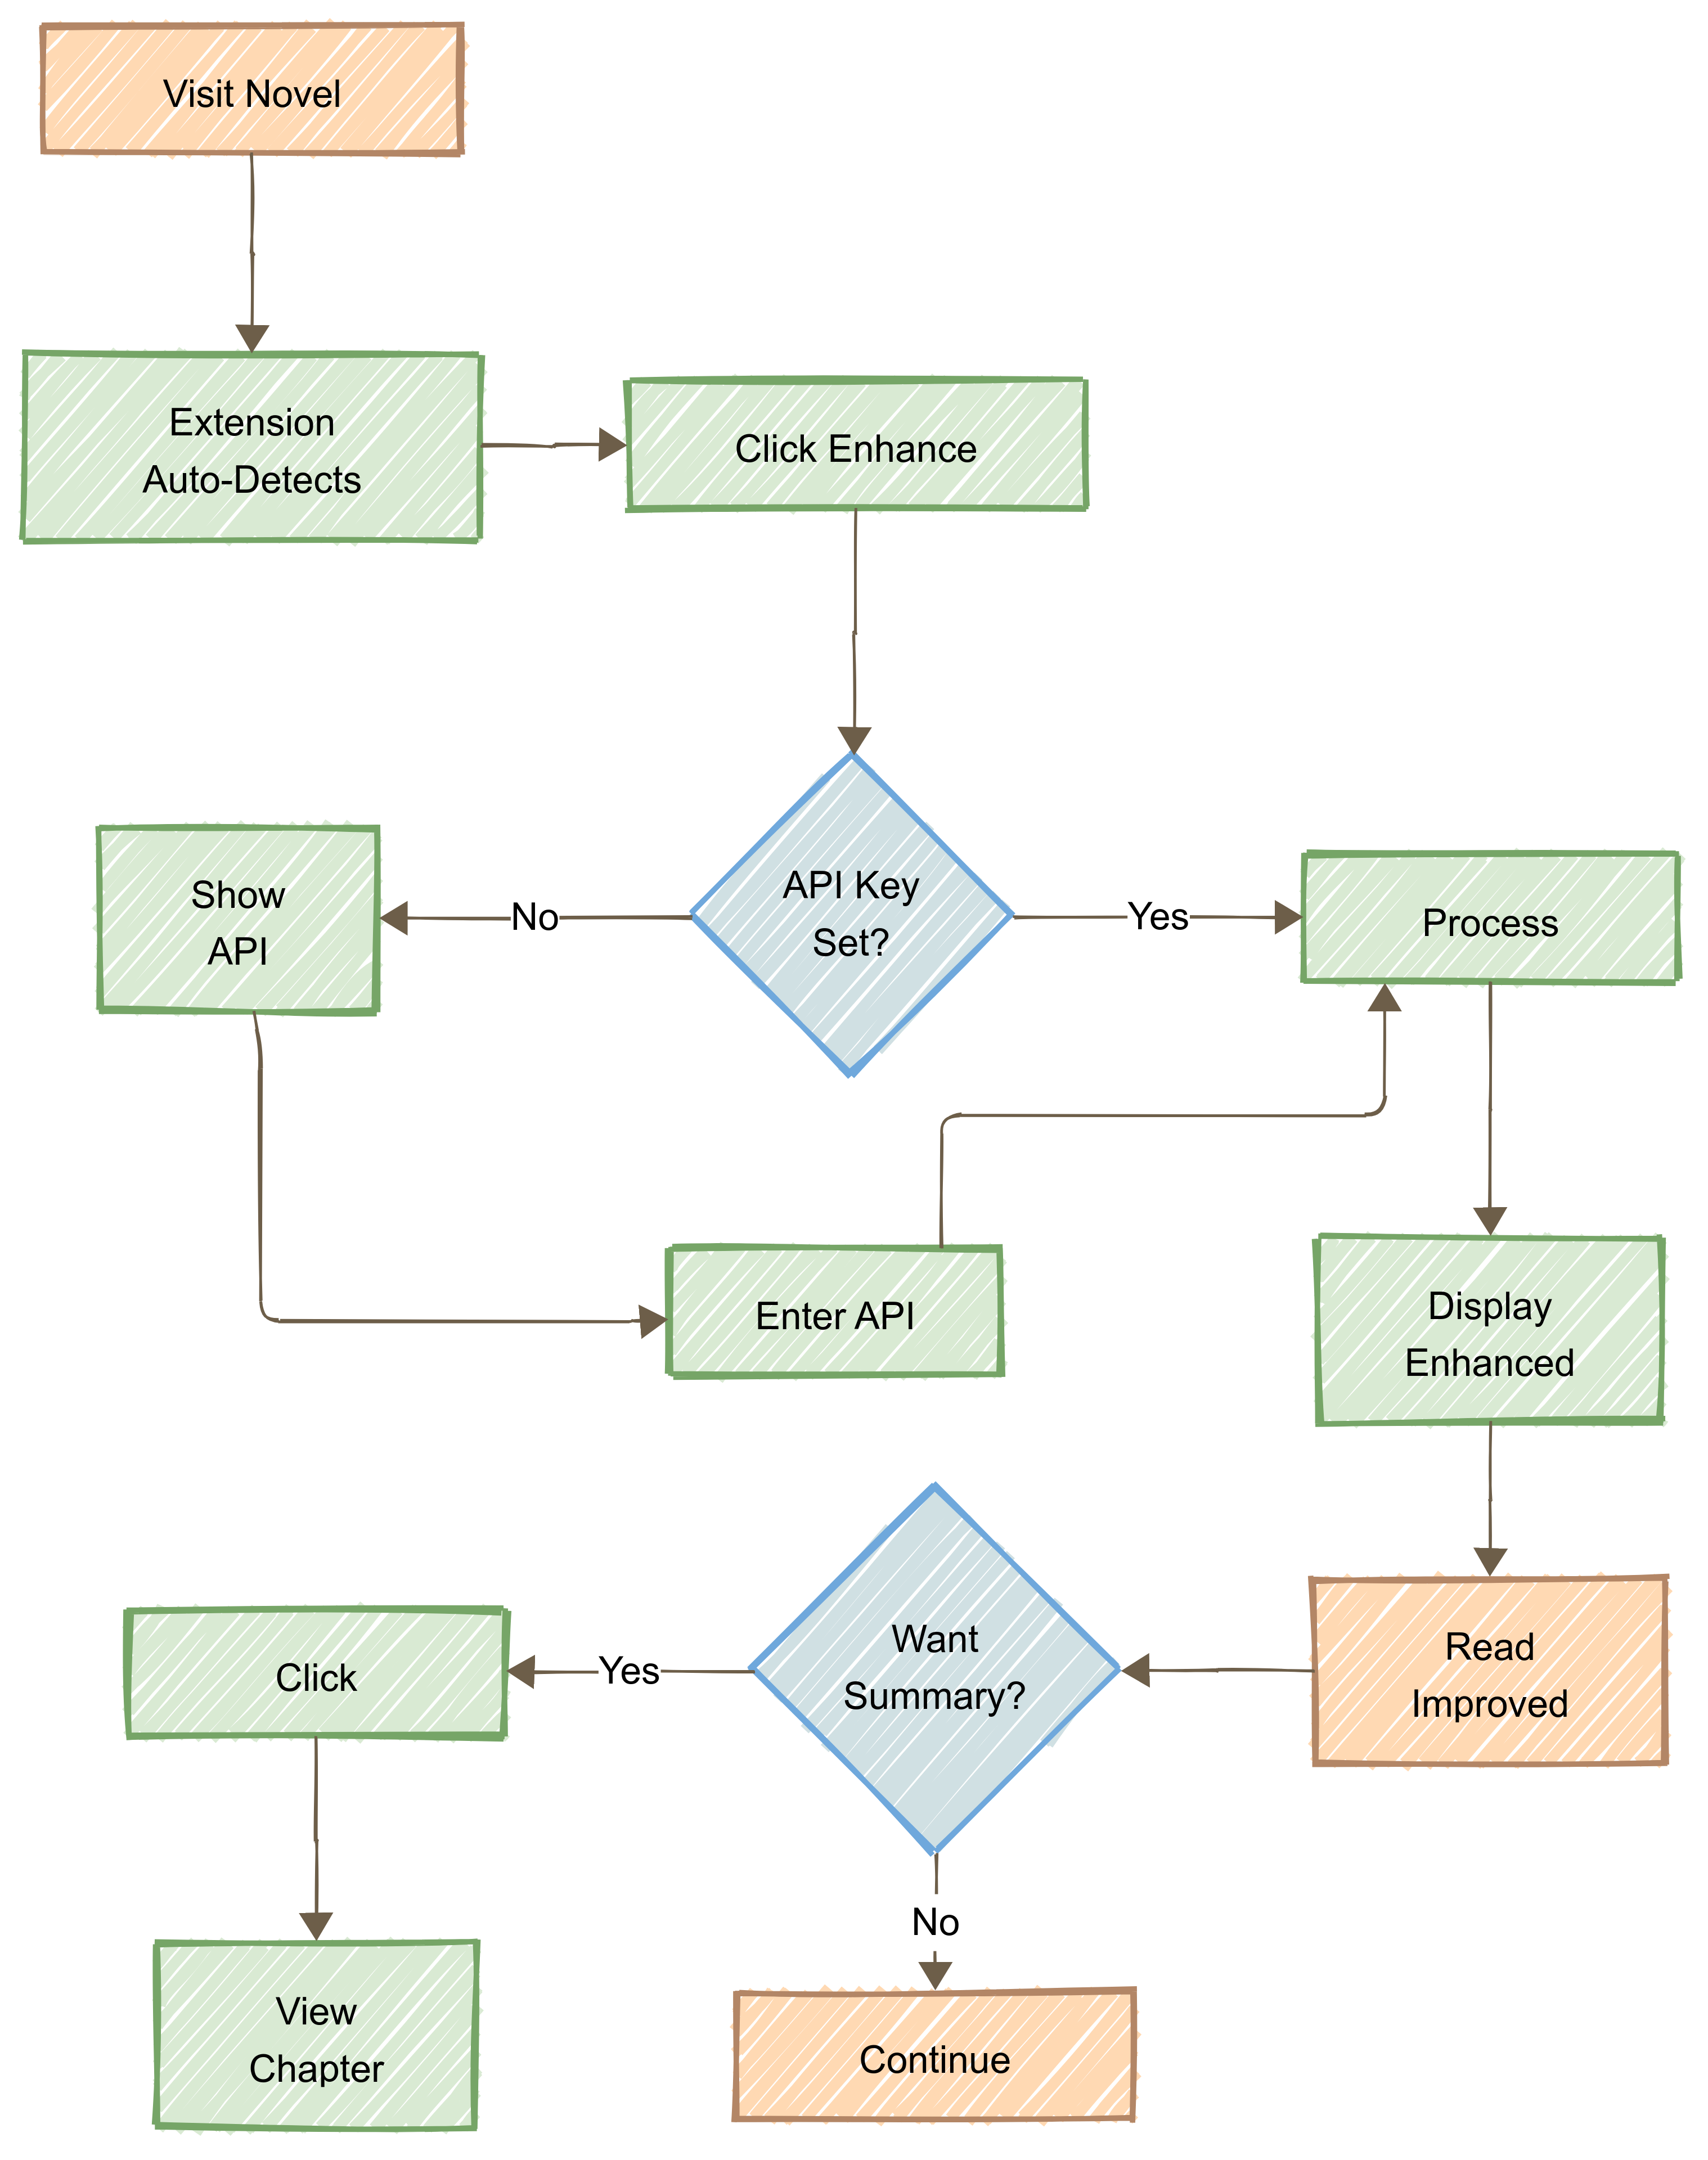 Visit Novel
Extension
Auto-Detects
Click Enhance
API Key
Set?
No
Yes
Show
API
Process
Enter API
Display
Enhanced
Read
Improved
Want
Summary?
Yes
Click
No
View
Chapter
Continue